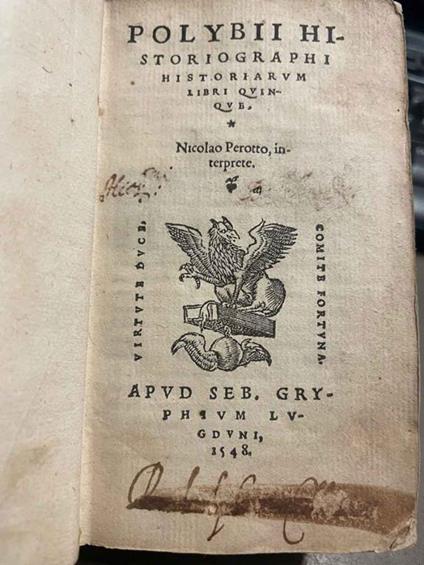 POLYBII HI-
STORIOGRAPHI
HISTORIARVM
LIBRI QVIN-
QVE.
*
Nicolao Perotto, in-
terprete.
VIRTVTE DVCE,
COMITE FORTVNA.
APVD SEB. GRY-
PHIVM LV-
GDVNI,
1548.